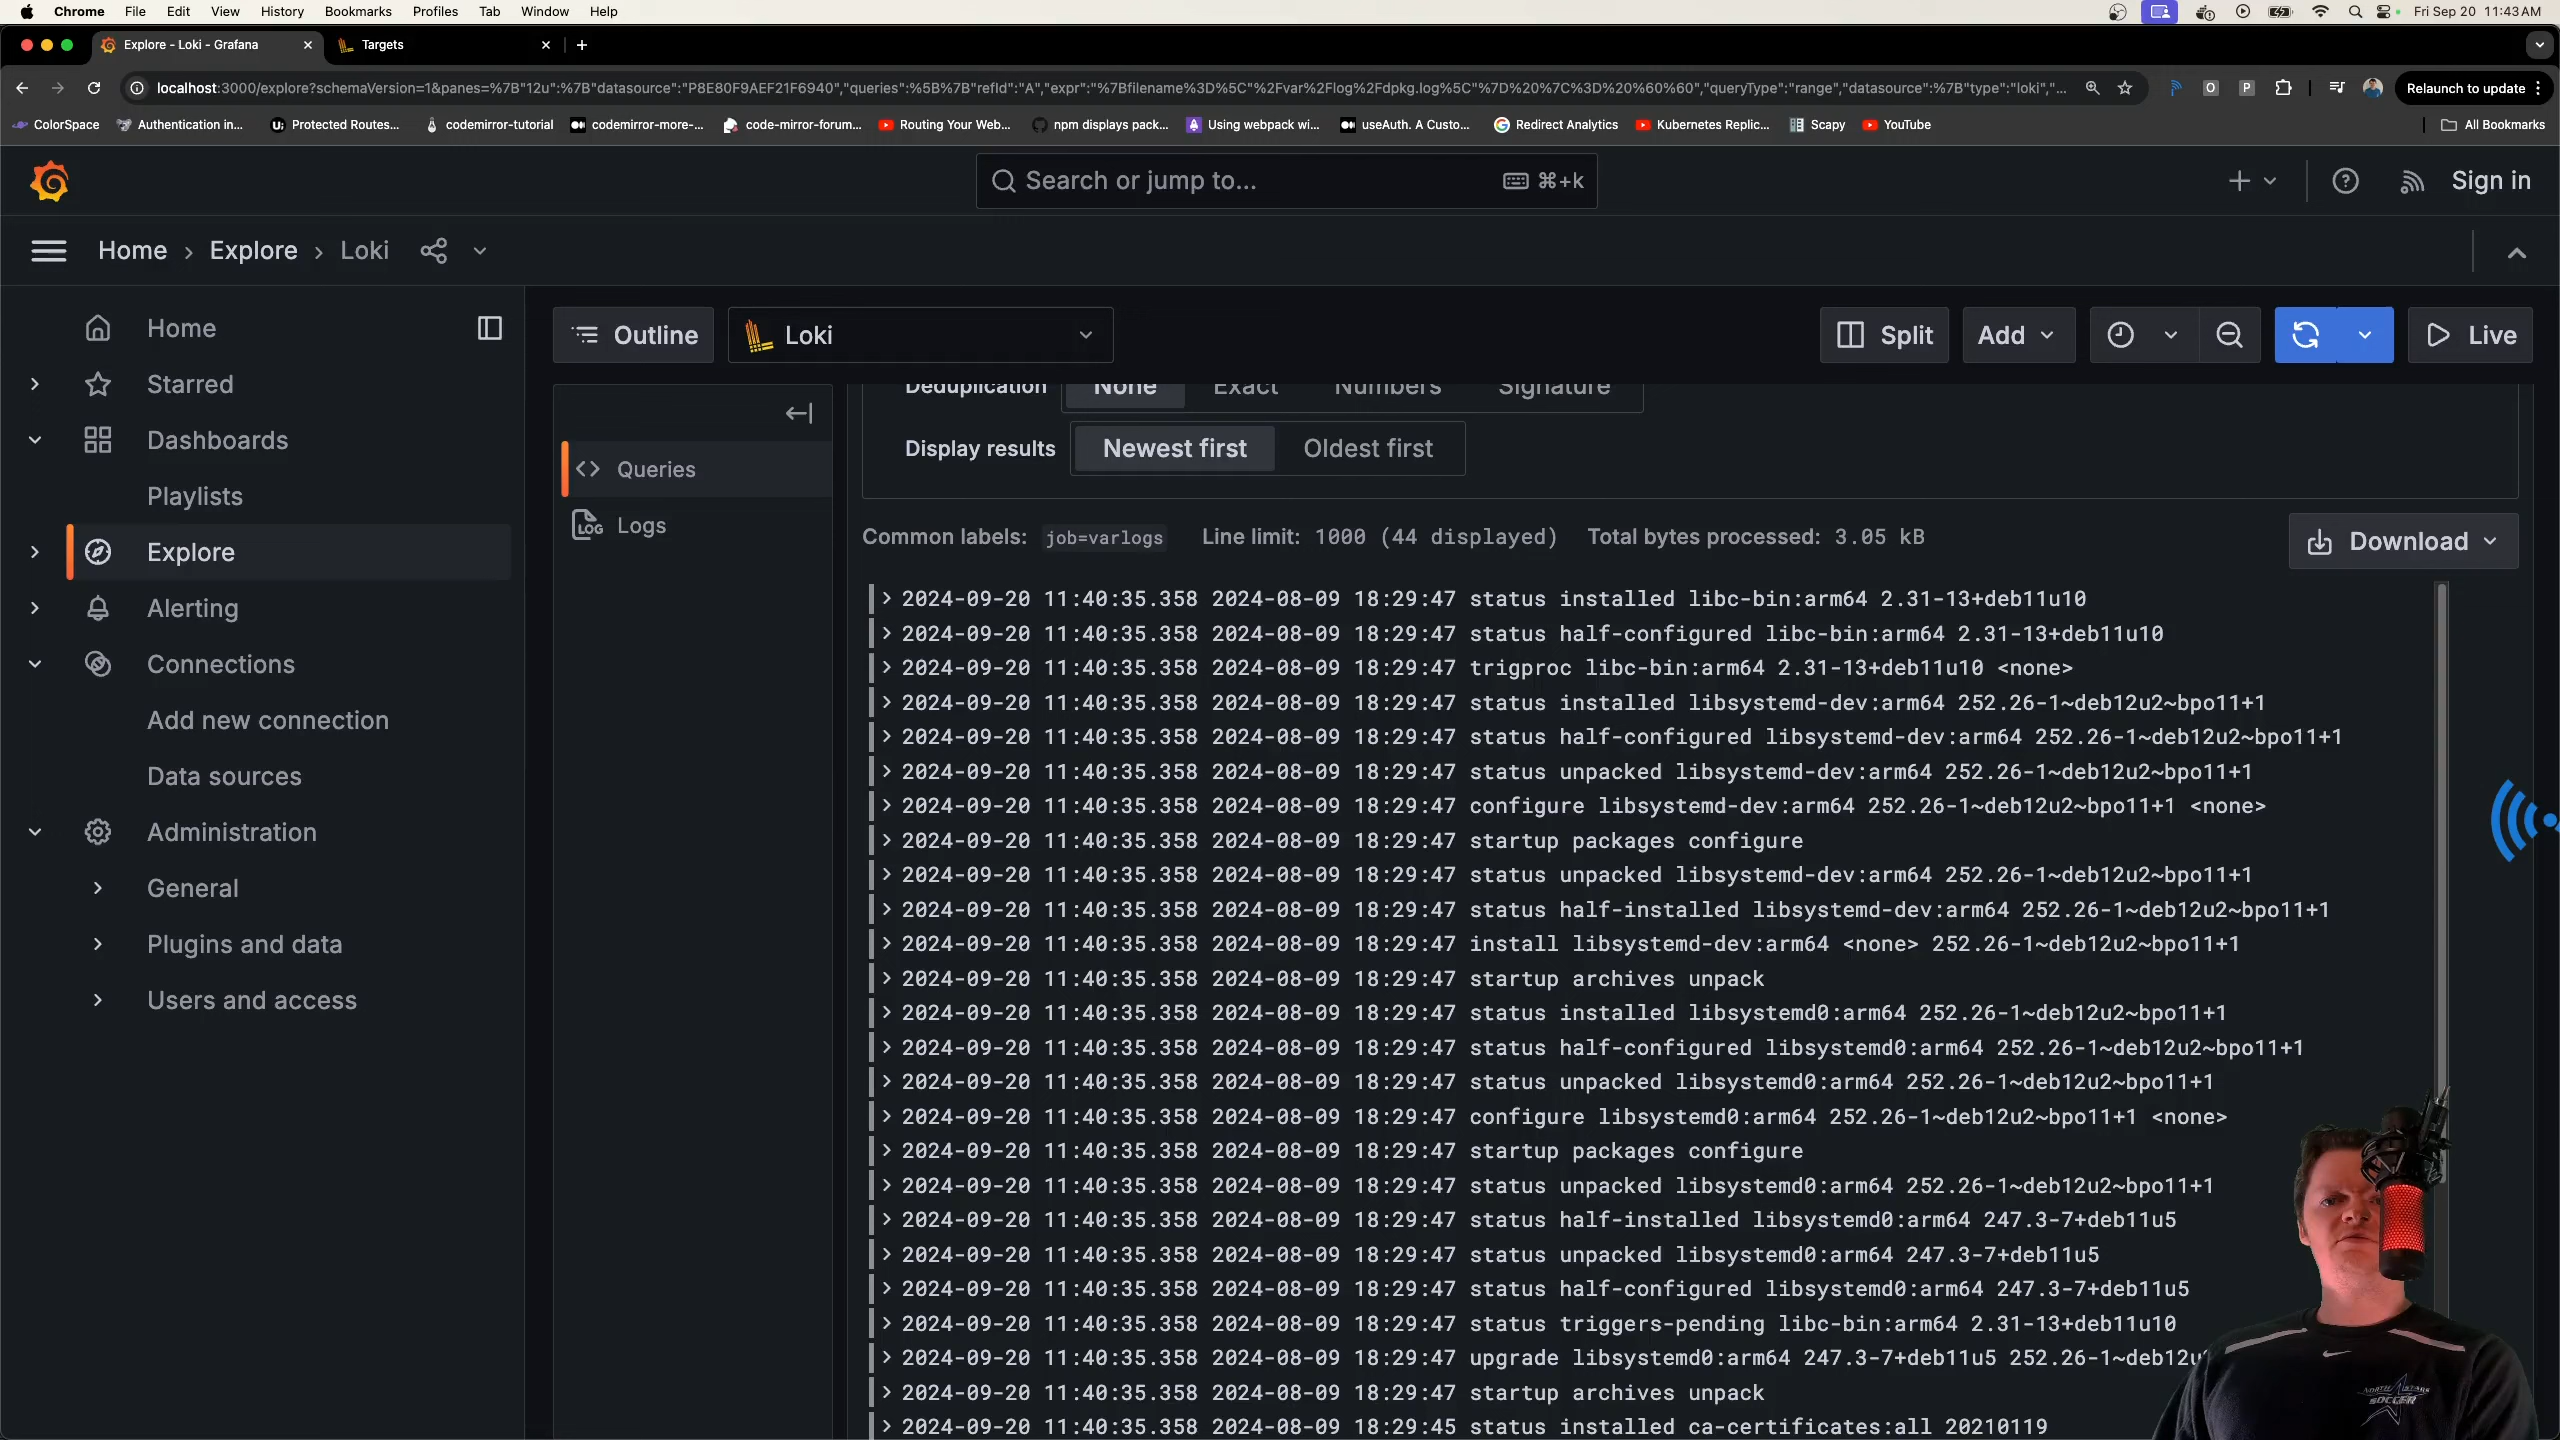 Chrome File Edit View History Bookmarks Profiles Tab Window Help Fri Sep 20 11:43 AM
Explore - Loki - Grafana Targets
localhost:3000/explore?schemaVersion=1&panes=%7B"12u":%7B"datasource":"P8E80F9AEF21F6940","queries":%5B%7B"refId":"A","expr":"%7Bfilename%3D%5C"%2Fvar%2Flog%2Fdpkg.log%5C"%7D%20%7C%3D%20%60%60","queryType":"range","datasource":%7B"type":"loki","... Relaunch to update
ColorSpace Authentication in... Protected Routes... codemirror-tutorial codemirror-more-... code-mirror-forum... Routing Your Web... npm displays pack... Using webpack wi... useAuth. A Custo... Redirect Analytics Kubernetes Replic... Scapy YouTube All Bookmarks
Search or jump to... ⌘+k Sign in
Home › Explore › Loki
Home
Starred
Dashboards
Playlists
Explore
Alerting
Connections
Add new connection
Data sources
Administration
General
Plugins and data
Users and access
Outline Loki Split Add Live
Queries
Logs
Deduplication None Exact Numbers Signature
Display results Newest first Oldest first
Common labels: job=varlogs Line limit: 1000 (44 displayed) Total bytes processed: 3.05 kB Download
2024-09-20 11:40:35.358 2024-08-09 18:29:47 status installed libc-bin:arm64 2.31-13+deb11u10
2024-09-20 11:40:35.358 2024-08-09 18:29:47 status half-configured libc-bin:arm64 2.31-13+deb11u10
2024-09-20 11:40:35.358 2024-08-09 18:29:47 trigproc libc-bin:arm64 2.31-13+deb11u10 <none>
2024-09-20 11:40:35.358 2024-08-09 18:29:47 status installed libsystemd-dev:arm64 252.26-1~deb12u2~bpo11+1
2024-09-20 11:40:35.358 2024-08-09 18:29:47 status half-configured libsystemd-dev:arm64 252.26-1~deb12u2~bpo11+1
2024-09-20 11:40:35.358 2024-08-09 18:29:47 status unpacked libsystemd-dev:arm64 252.26-1~deb12u2~bpo11+1
2024-09-20 11:40:35.358 2024-08-09 18:29:47 configure libsystemd-dev:arm64 252.26-1~deb12u2~bpo11+1 <none>
2024-09-20 11:40:35.358 2024-08-09 18:29:47 startup packages configure
2024-09-20 11:40:35.358 2024-08-09 18:29:47 status unpacked libsystemd-dev:arm64 252.26-1~deb12u2~bpo11+1
2024-09-20 11:40:35.358 2024-08-09 18:29:47 status half-installed libsystemd-dev:arm64 252.26-1~deb12u2~bpo11+1
2024-09-20 11:40:35.358 2024-08-09 18:29:47 install libsystemd-dev:arm64 <none> 252.26-1~deb12u2~bpo11+1
2024-09-20 11:40:35.358 2024-08-09 18:29:47 startup archives unpack
2024-09-20 11:40:35.358 2024-08-09 18:29:47 status installed libsystemd0:arm64 252.26-1~deb12u2~bpo11+1
2024-09-20 11:40:35.358 2024-08-09 18:29:47 status half-configured libsystemd0:arm64 252.26-1~deb12u2~bpo11+1
2024-09-20 11:40:35.358 2024-08-09 18:29:47 status unpacked libsystemd0:arm64 252.26-1~deb12u2~bpo11+1
2024-09-20 11:40:35.358 2024-08-09 18:29:47 configure libsystemd0:arm64 252.26-1~deb12u2~bpo11+1 <none>
2024-09-20 11:40:35.358 2024-08-09 18:29:47 startup packages configure
2024-09-20 11:40:35.358 2024-08-09 18:29:47 status unpacked libsystemd0:arm64 252.26-1~deb12u2~bpo11+1
2024-09-20 11:40:35.358 2024-08-09 18:29:47 status half-installed libsystemd0:arm64 247.3-7+deb11u5
2024-09-20 11:40:35.358 2024-08-09 18:29:47 status unpacked libsystemd0:arm64 247.3-7+deb11u5
2024-09-20 11:40:35.358 2024-08-09 18:29:47 status half-configured libsystemd0:arm64 247.3-7+deb11u5
2024-09-20 11:40:35.358 2024-08-09 18:29:47 status triggers-pending libc-bin:arm64 2.31-13+deb11u10
2024-09-20 11:40:35.358 2024-08-09 18:29:47 upgrade libsystemd0:arm64 247.3-7+deb11u5 252.26-1~deb12u
2024-09-20 11:40:35.358 2024-08-09 18:29:47 startup archives unpack
2024-09-20 11:40:35.358 2024-08-09 18:29:45 status installed ca-certificates:all 20210119
SOCCER